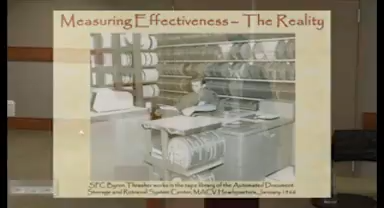 Measuring Effectiveness – The Reality
SFC Byron Thrasher works in the tape library of the Automated Document
Storage and Retrieval System Center, MACV Headquarters, January 1966